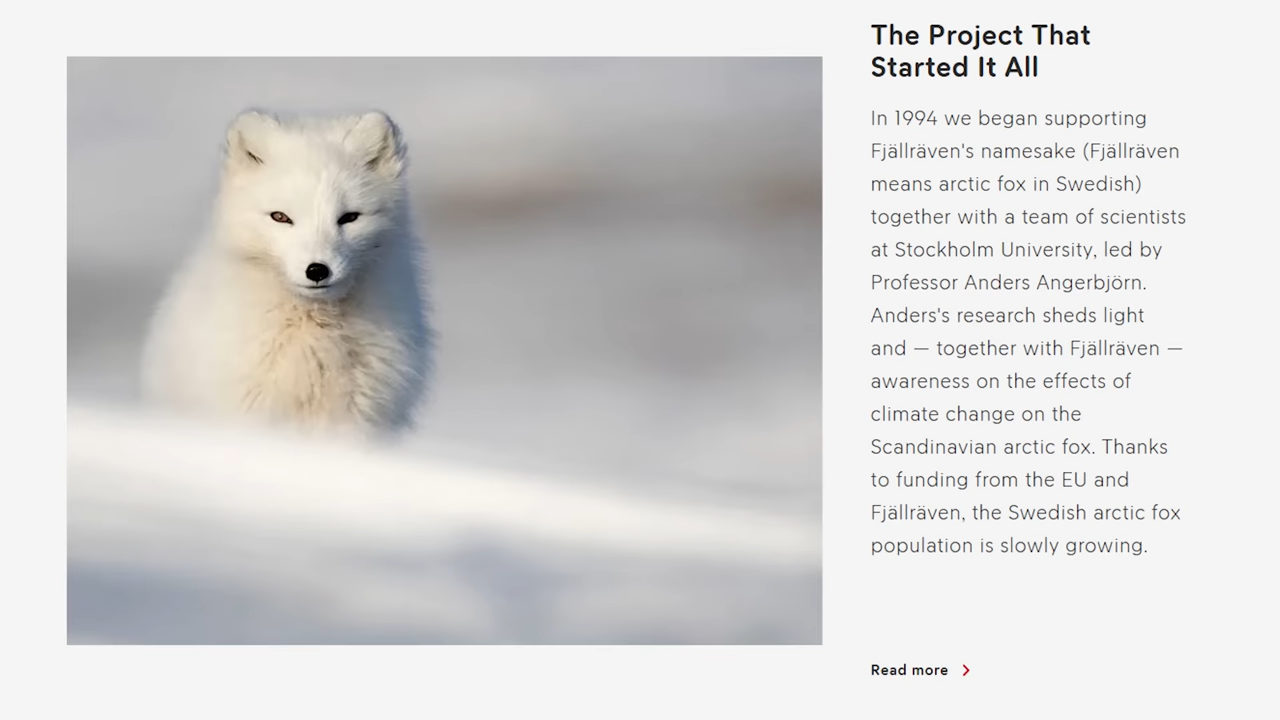 The Project That
Started It All
In 1994 we began supporting
Fjällräven's namesake (Fjällräven
means arctic fox in Swedish)
together with a team of scientists
at Stockholm University, led by
Professor Anders Angerbjörn.
Anders's research sheds light
and — together with Fjällräven —
awareness on the effects of
climate change on the
Scandinavian arctic fox. Thanks
to funding from the EU and
Fjällräven, the Swedish arctic fox
population is slowly growing.
Read more